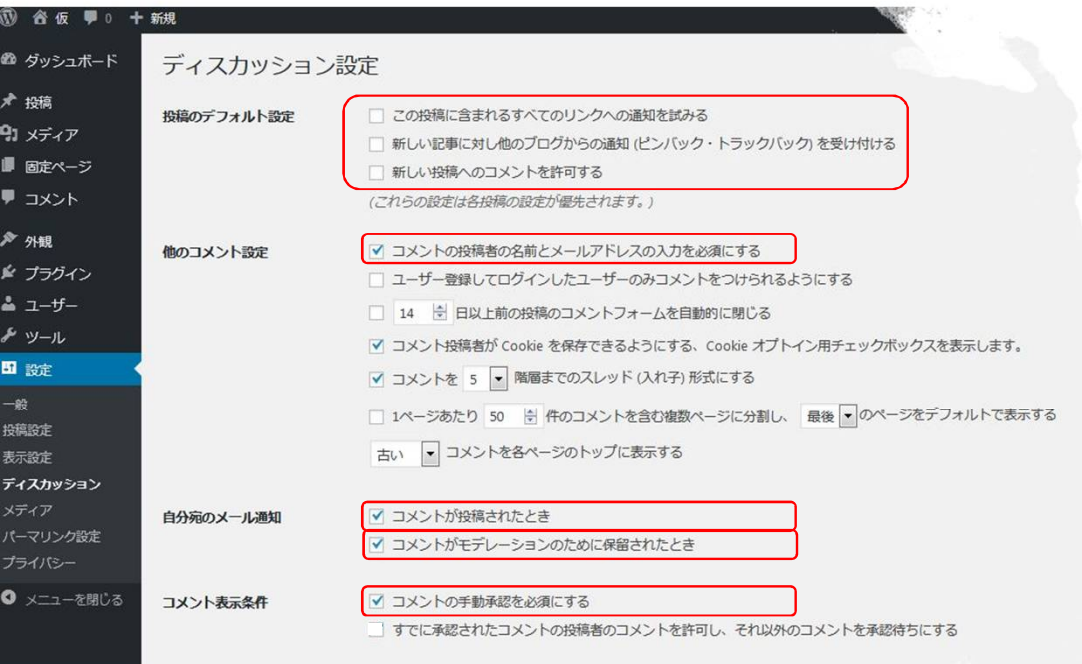 仮 0 新規
ダッシュボード
投稿
メディア
固定ページ
コメント
外観
プラグイン
ユーザー
ツール
設定
一般
投稿設定
表示設定
ディスカッション
メディア
パーマリンク設定
プライバシー
メニューを閉じる
ディスカッション設定
投稿のデフォルト設定
この投稿に含まれるすべてのリンクへの通知を試みる
新しい記事に対し他のブログからの通知 (ピンバック・トラックバック) を受け付ける
新しい投稿へのコメントを許可する
(これらの設定は各投稿の設定が優先されます。)
他のコメント設定
コメントの投稿者の名前とメールアドレスの入力を必須にする
ユーザー登録してログインしたユーザーのみコメントをつけられるようにする
14 日以上前の投稿のコメントフォームを自動的に閉じる
コメント投稿者が Cookie を保存できるようにする、Cookie オプトイン用チェックボックスを表示します。
コメントを 5 階層までのスレッド (入れ子) 形式にする
1ページあたり 50 件のコメントを含む複数ページに分割し、 最後 のページをデフォルトで表示する
古い コメントを各ページのトップに表示する
自分宛のメール通知
コメントが投稿されたとき
コメントがモデレーションのために保留されたとき
コメント表示条件
コメントの手動承認を必須にする
すでに承認されたコメントの投稿者のコメントを許可し、それ以外のコメントを承認待ちにする